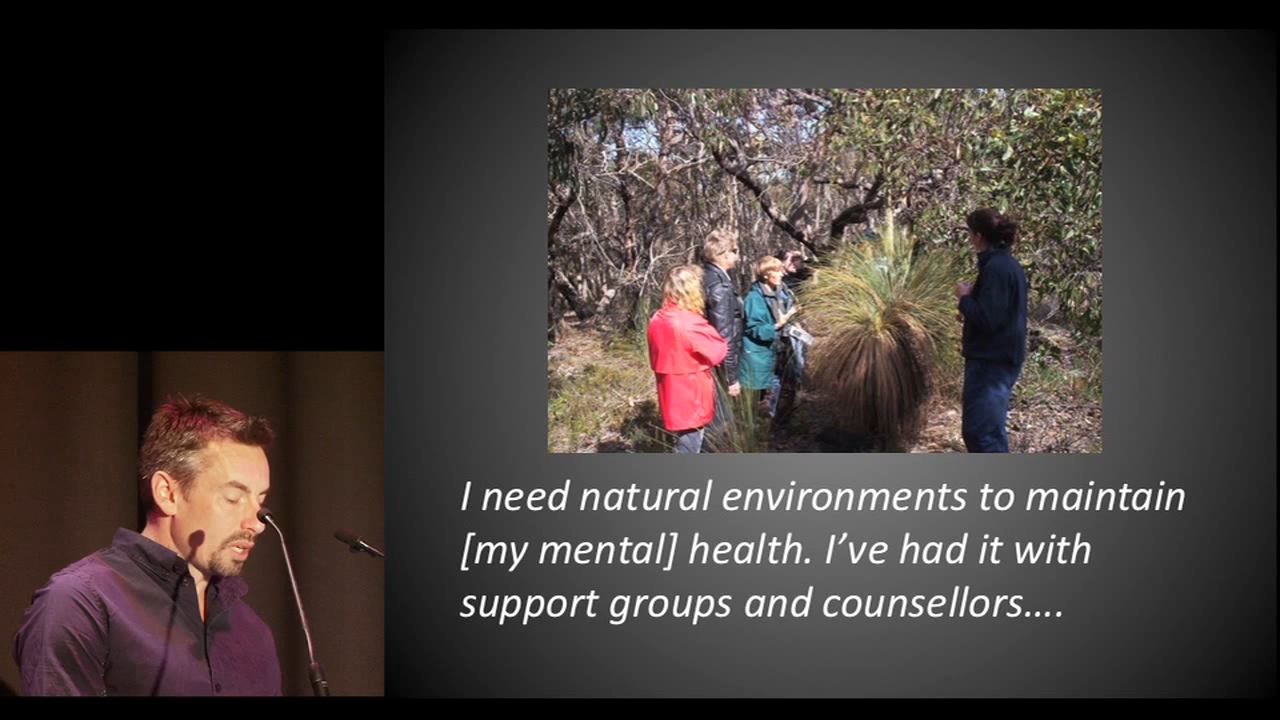 I need natural environments to maintain
[my mental] health. I’ve had it with
support groups and counsellors….